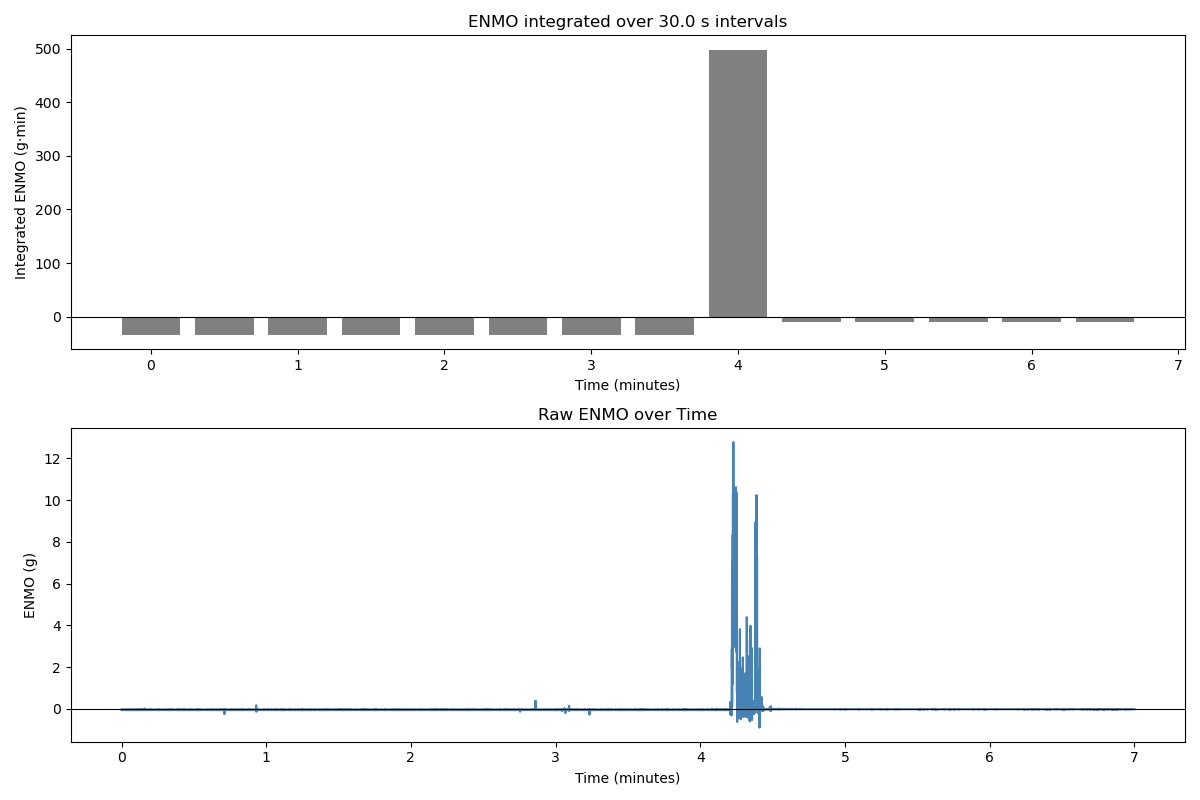 ENMO integrated over 30.0 s intervals
Integrated ENMO (g·min)
500
400
300
200
100
0
0 1 2 3 4 5 6 7
Time (minutes)
Raw ENMO over Time
ENMO (g)
12
10
8
6
4
2
0
0 1 2 3 4 5 6 7
Time (minutes)